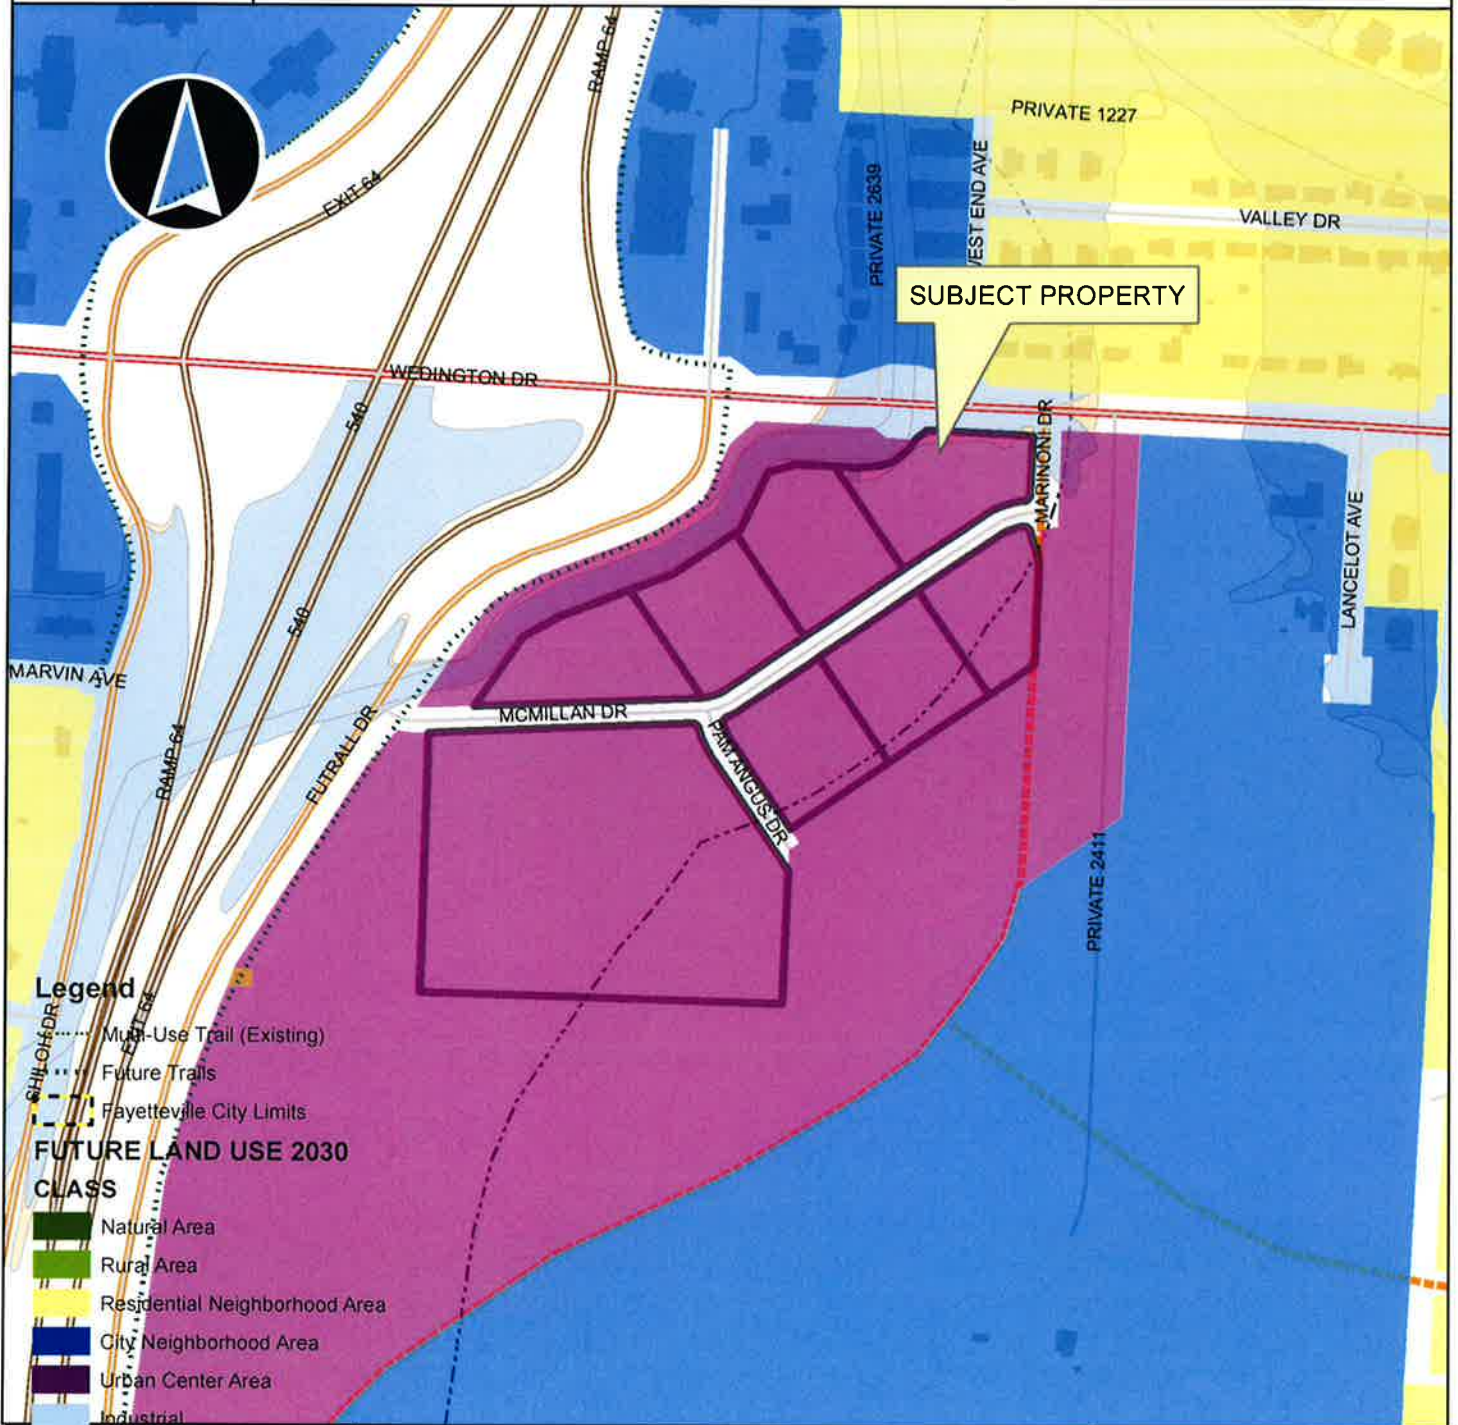 RAMP 64
EXIT 64
PRIVATE 1227
PRIVATE 2639
WEST END AVE
VALLEY DR
SUBJECT PROPERTY
WEDINGTON DR
540
MARINONI DR
LANCELOT AVE
540
MARVIN AVE
MCMILLAN DR
FUTRALL DR
RAMP 64
PAM ANGUS DR
PRIVATE 2411
SHILOH DR
EXIT 64
Legend
Multi-Use Trail (Existing)
Future Trails
Fayetteville City Limits
FUTURE LAND USE 2030
CLASS
Natural Area
Rural Area
Residential Neighborhood Area
City Neighborhood Area
Urban Center Area
Industrial